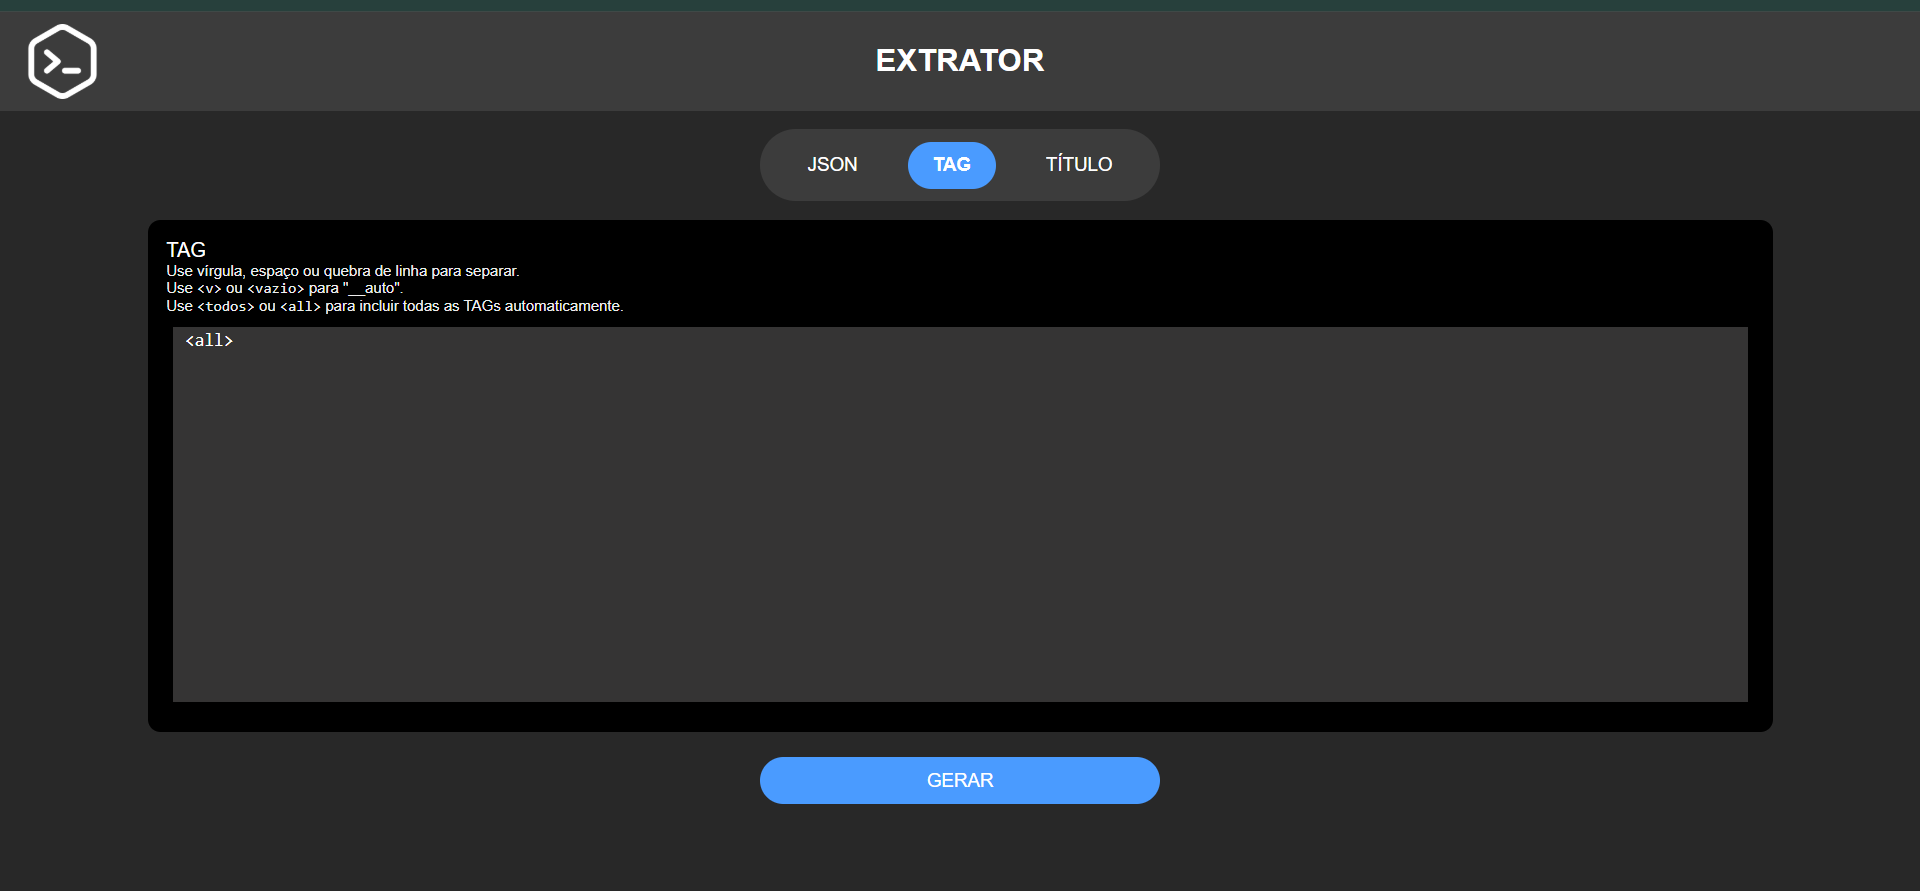 EXTRATOR
JSON TAG TÍTULO
TAG
Use vírgula, espaço ou quebra de linha para separar.
Use <v> ou <vazio> para "__auto".
Use <todos> ou <all> para incluir todas as TAGs automaticamente.
<all>
GERAR